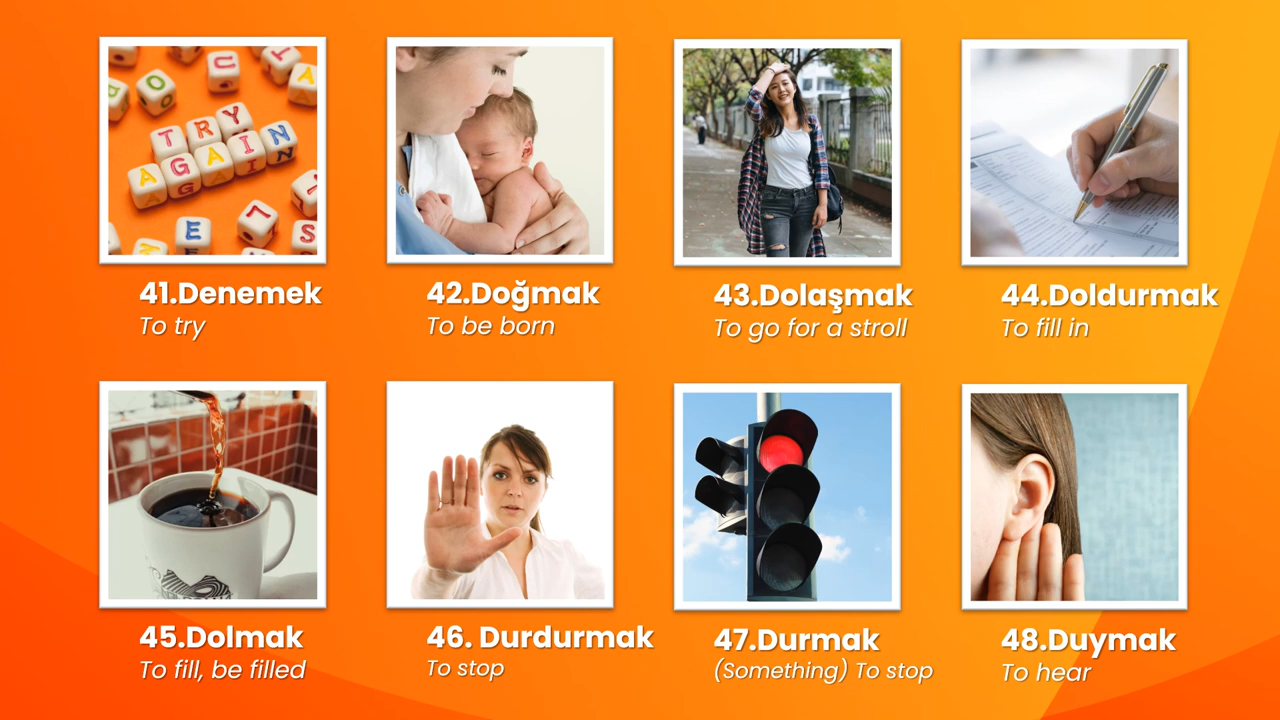 TRY
AGAIN
41.Denemek
To try
42.Doğmak
To be born
43.Dolaşmak
To go for a stroll
44.Doldurmak
To fill in
45.Dolmak
To fill, be filled
46. Durdurmak
To stop
47.Durmak
(Something) To stop
48.Duymak
To hear